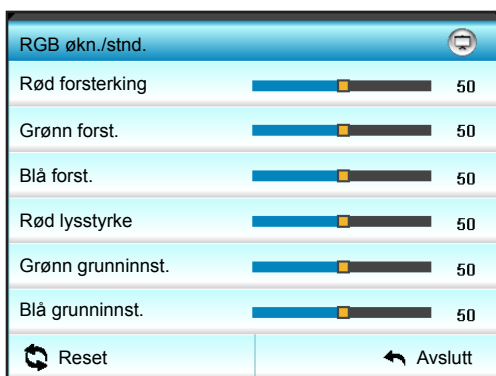 RGB økn./stnd.
Rød forsterking 50
Grønn forst. 50
Blå forst. 50
Rød lysstyrke 50
Grønn grunninnst. 50
Blå grunninnst. 50
Reset Avslutt